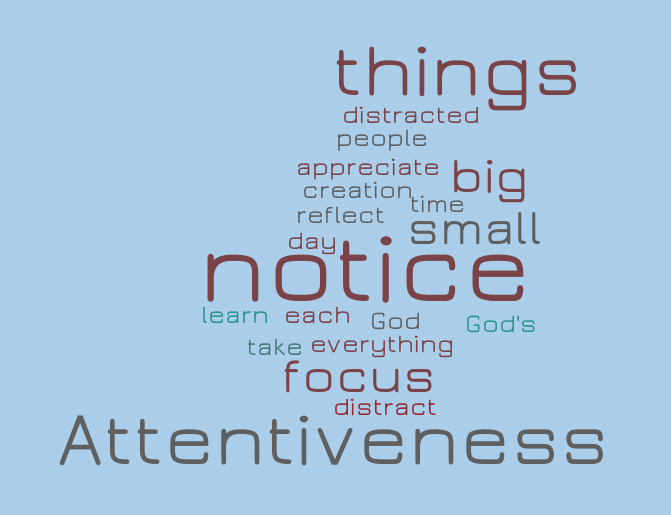 things
distracted
people
appreciate big
creation
time
reflect
small
day
notice
learn each God God's
take everything
focus
distract
Attentiveness